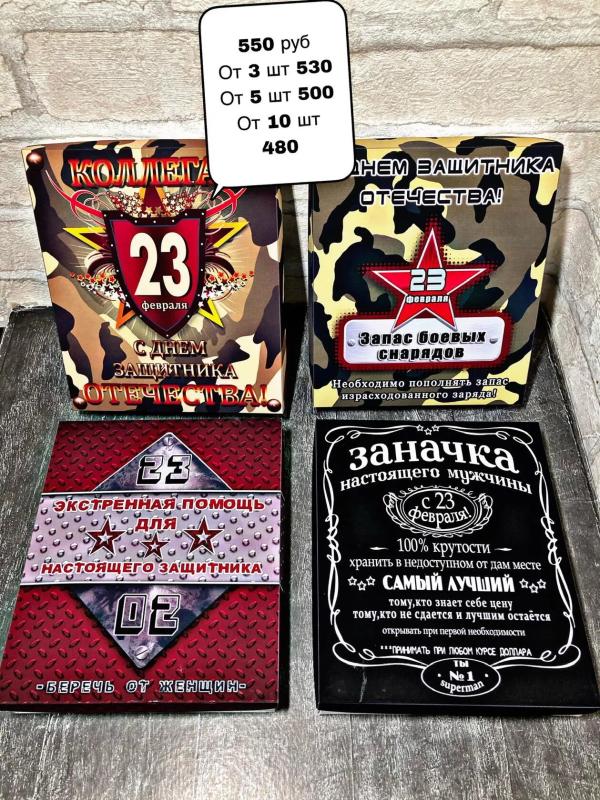 550 руб
От 3 шт 530
От 5 шт 500
От 10 шт
480
КОЛЛЕГА
23
февраля
С ДНЕМ
ЗАЩИТНИКА
ОТЕЧЕСТВА!
ДНЕМ ЗАЩИТНИКА
ОТЕЧЕСТВА!
23
февраля
Запас боевых
снарядов
Необходимо пополнять запас
израсходованного заряда!
23
ЭКСТРЕННАЯ ПОМОЩЬ
ДЛЯ
НАСТОЯЩЕГО ЗАЩИТНИКА
02
-БЕРЕЧЬ ОТ ЖЕНЩИН-
ЗАНАЧКА
настоящего мужчины
с 23
февраля!
100% крутости
хранить в недоступном от дам месте
САМЫЙ ЛУЧШИЙ
тому,кто знает себе цену
тому,кто не сдается и лучшим остаётся
открывать при первой необходимости
***ПРИНИМАТЬ ПРИ ЛЮБОМ КУРСЕ ДОЛЛАРА
ТЫ
№1
superman